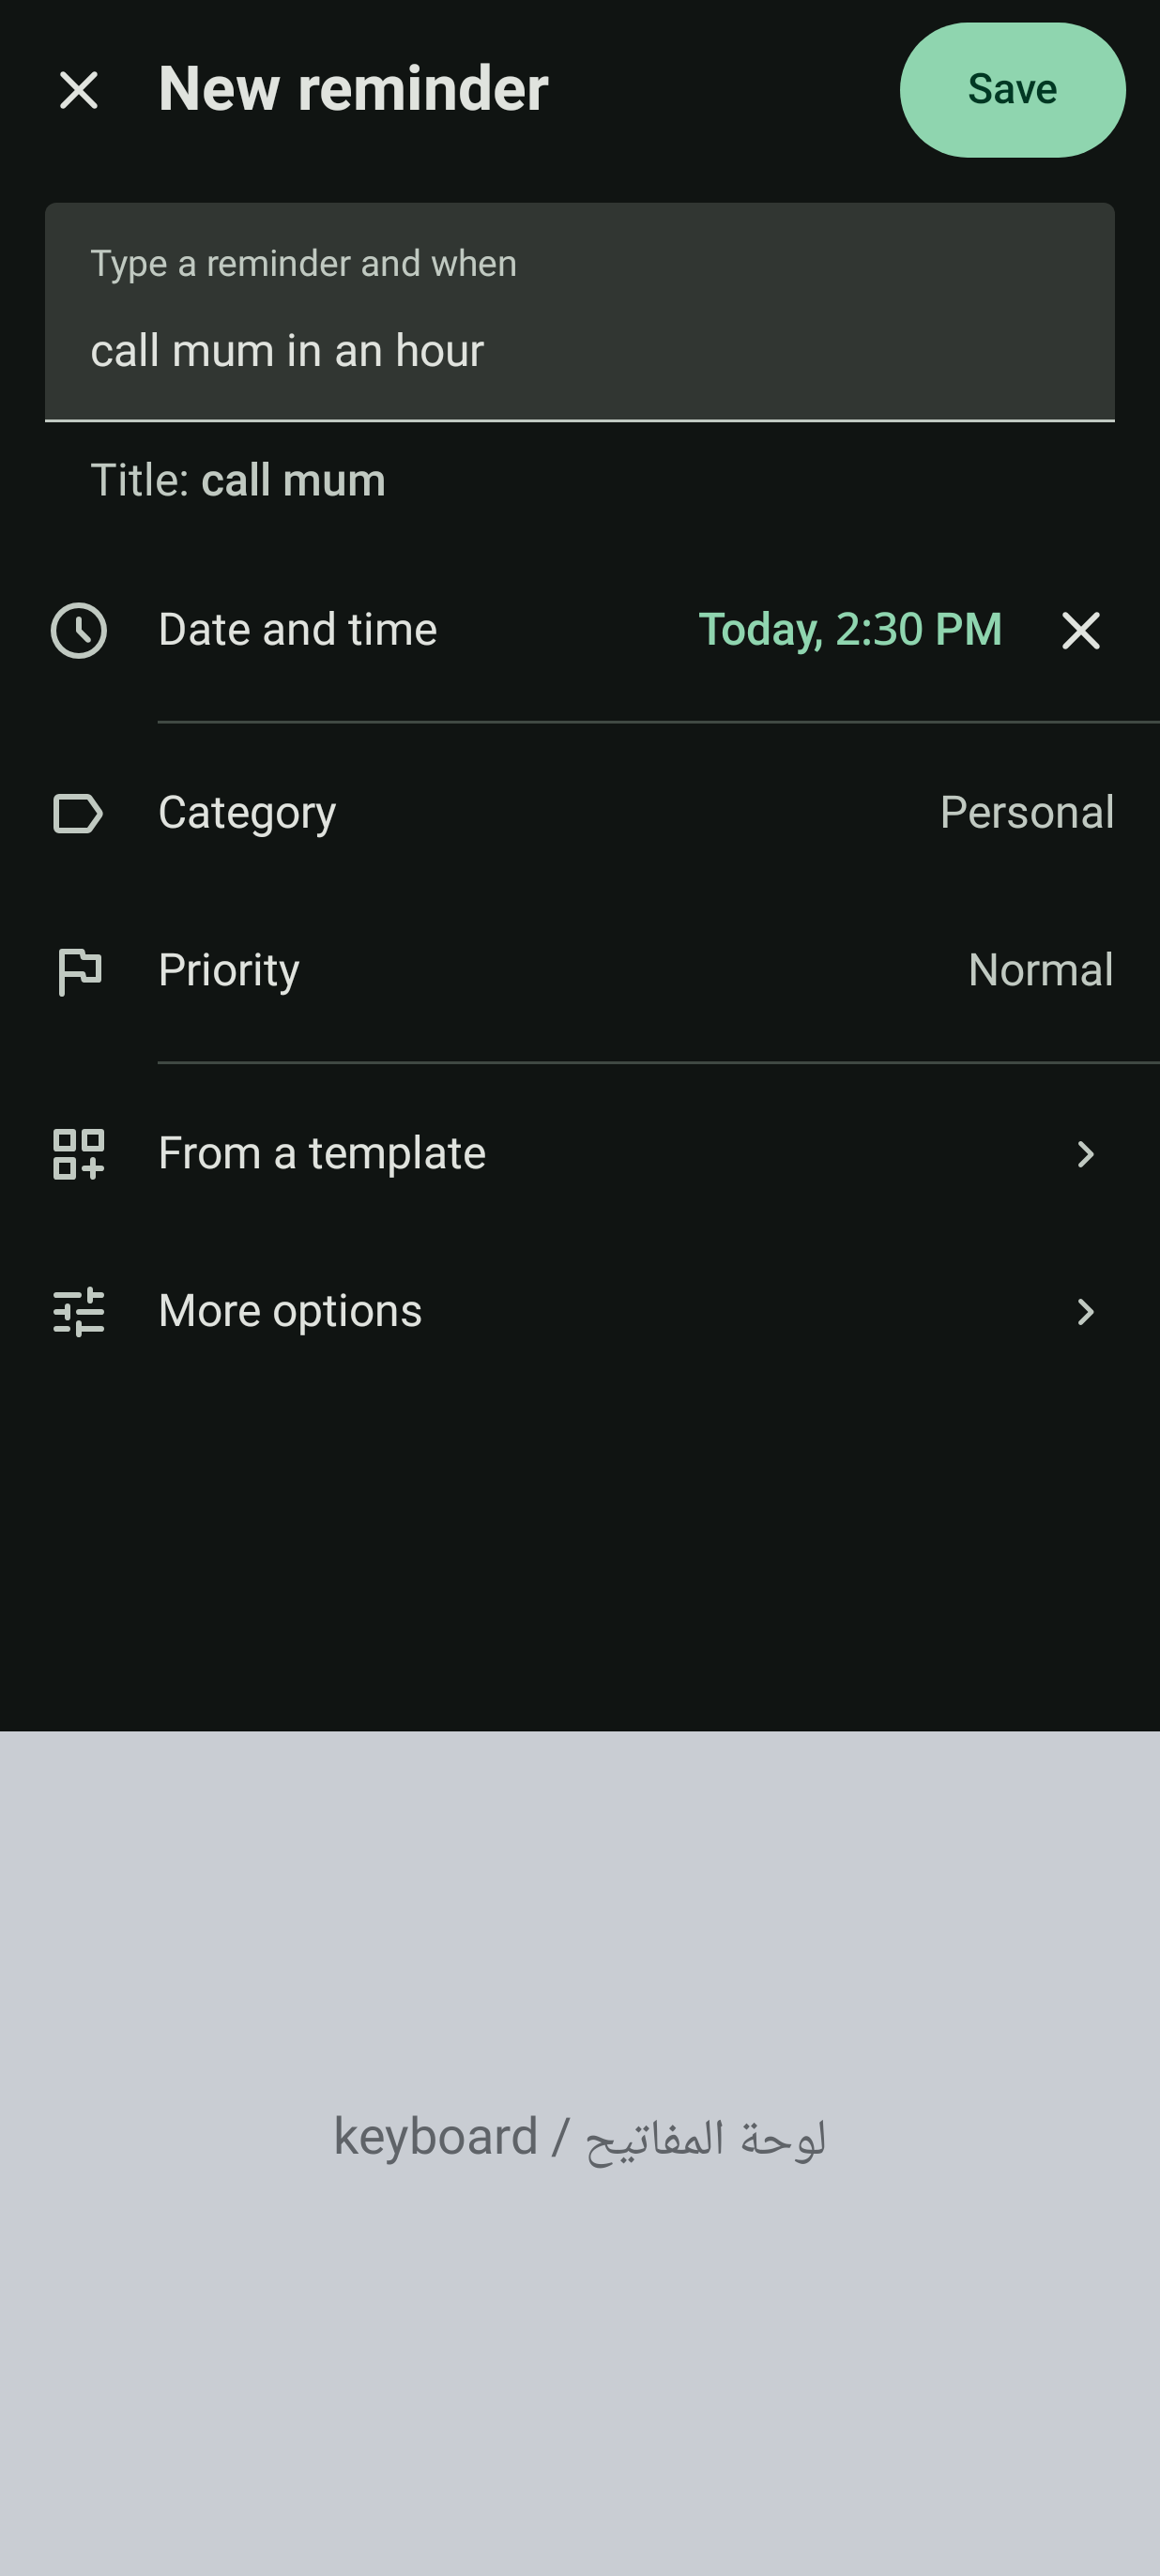 New reminder
Save
Type a reminder and when
call mum in an hour
Title: call mum
Date and time
Today, 2:30 PM
Category
Personal
Priority
Normal
From a template
More options
keyboard / لوحة المفاتيح